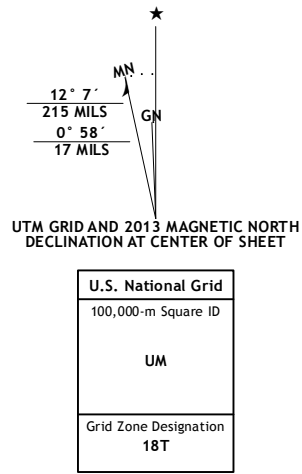 ★
MN
12° 7´
215 MILS
GN
0° 58´
17 MILS
UTM GRID AND 2013 MAGNETIC NORTH
DECLINATION AT CENTER OF SHEET
U.S. National Grid
100,000-m Square ID
UM
Grid Zone Designation
18T